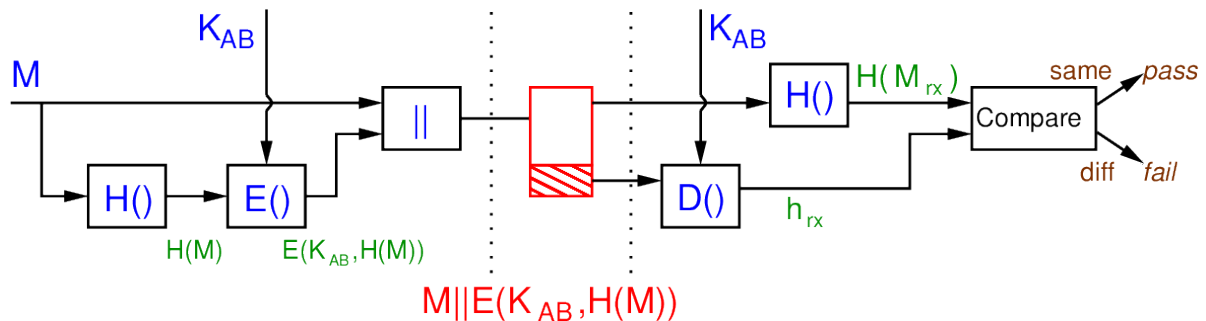 K_AB
K_AB
M
H( M_rx)
same
pass
||
H()
Compare
H()
E()
D()
diff
fail
h_rx
H(M)
E(K_AB,H(M))
M||E(K_AB,H(M))